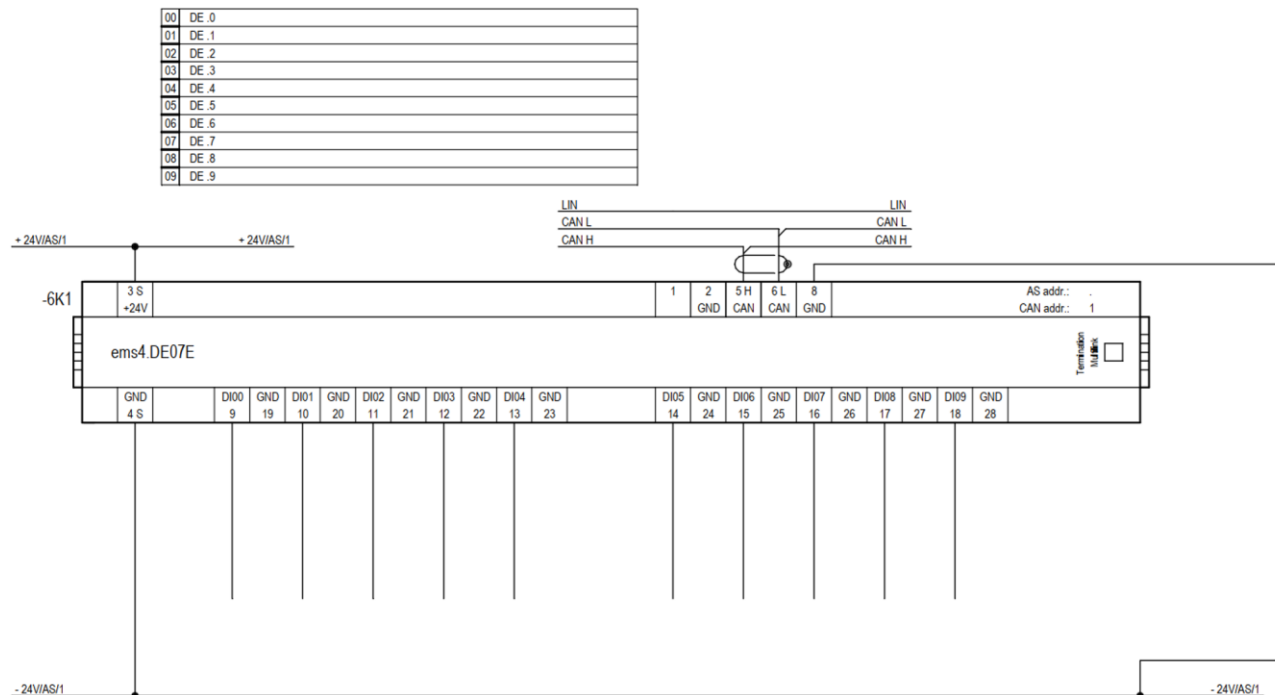 00 DE .0
01 DE .1
02 DE .2
03 DE .3
04 DE .4
05 DE .5
06 DE .6
07 DE .7
08 DE .8
09 DE .9
LIN LIN
CAN L CAN L
CAN H CAN H
+ 24V/AS/1 + 24V/AS/1
-6K1
3 S 1 2 5 H 6 L 8 AS addr.: .
+24V GND CAN CAN GND CAN addr.: 1
ems4.DE07E
Termination
Multilink
GND DI00 GND DI01 GND DI02 GND DI03 GND DI04 GND DI05 GND DI06 GND DI07 GND DI08 GND DI09 GND
4 S 9 19 10 20 11 21 12 22 13 23 14 24 15 25 16 26 17 27 18 28
- 24V/AS/1 - 24V/AS/1